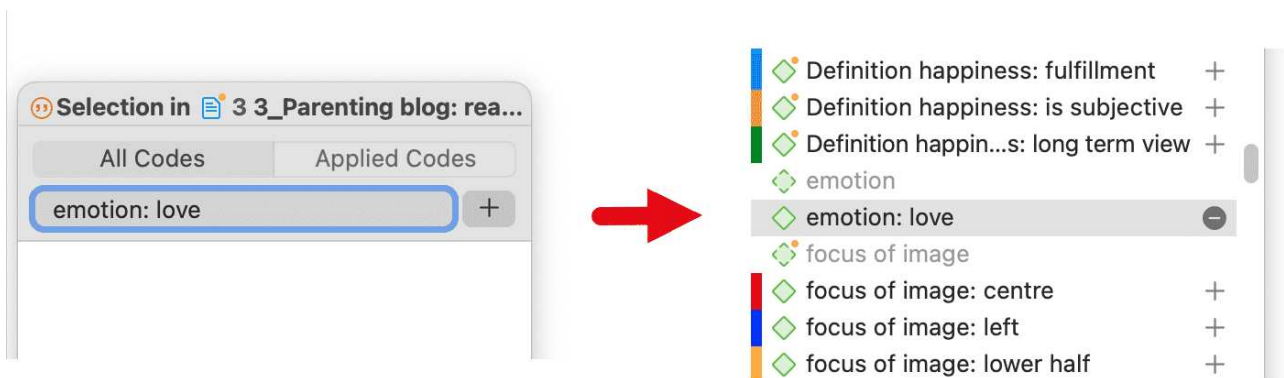 Selection in 3 3_Parenting blog: rea...
All Codes Applied Codes
emotion: love +
Definition happiness: fulfillment +
Definition happiness: is subjective +
Definition happin...s: long term view +
emotion
emotion: love
focus of image
focus of image: centre +
focus of image: left +
focus of image: lower half +